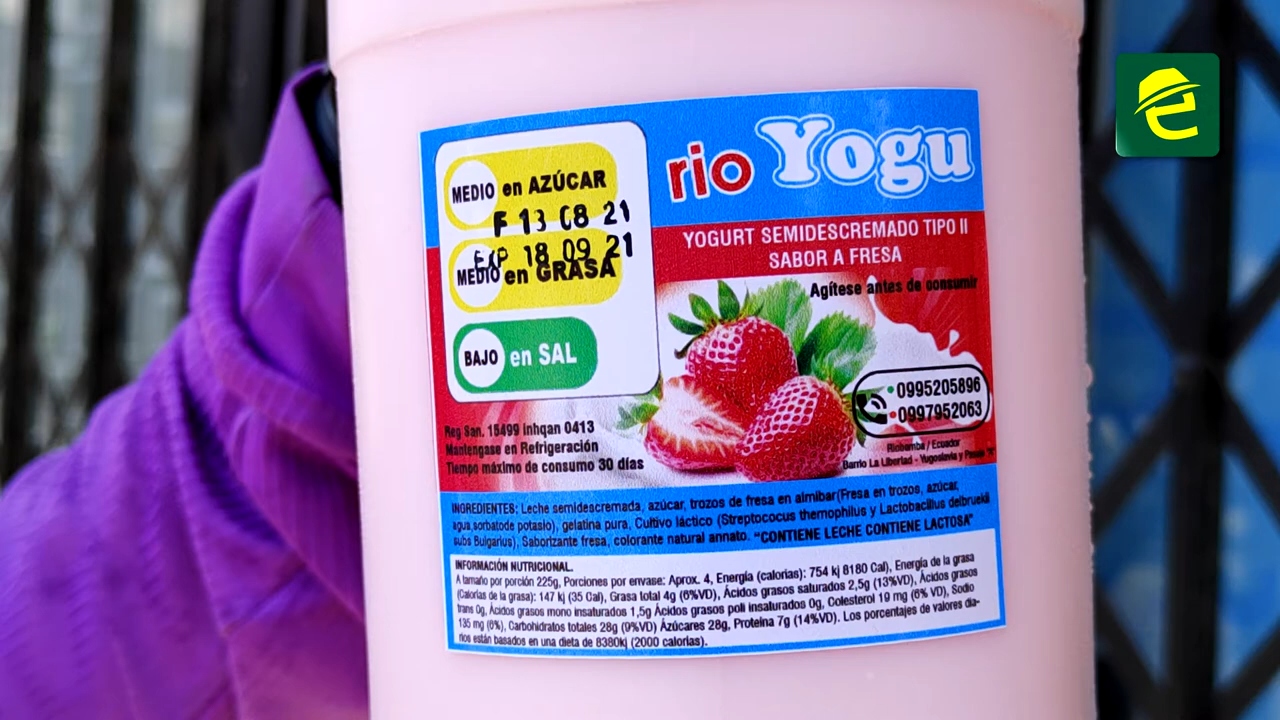 rio Yogu
MEDIO en AZÚCAR
F 13 08 21
EXP 18 09 21
MEDIO en GRASA
BAJO en SAL
YOGURT SEMIDESCREMADO TIPO II
SABOR A FRESA
Agítese antes de consumir
0995205896
0997952063
Riobamba / Ecuador
Barrio La Libertad - Yugoslavia y
Reg San. 15499 inhqan 0413
Mantengase en Refrigeración
Tiempo máximo de consumo 30 días
INGREDIENTES: Leche semidescremada, azúcar, trozos de fresa en almibar(Fresa en trozos, azúcar,
agua,sorbatode potasio), gelatina pura, Cultivo láctico (Streptococus themophilus y Lactobacillus delbruekii
subs Bulgarius), Saborizante fresa, colorante natural annato. "CONTIENE LECHE CONTIENE LACTOSA"
INFORMACIÓN NUTRICIONAL.
A tamaño por porción 225g, Porciones por envase: Aprox. 4, Energía (calorías): 754 kj 8180 Cal), Energía de la grasa
(Calorías de la grasa): 147 kj (35 Cal), Grasa total 4g (6%VD), Ácidos grasos saturados 2,5g (13%VD), Ácidos grasos
trans 0g, Ácidos grasos mono insaturados 1,5g Ácidos grasos poli insaturados 0g, Colesterol 19 mg (6% VD), Sodio
135 mg (6%), Carbohidratos totales 28g (9%VD) Azúcares 28g, Proteína 7g (14%VD). Los porcentajes de valores dia-
rios están basados en una dieta de 8380kj (2000 calorías).